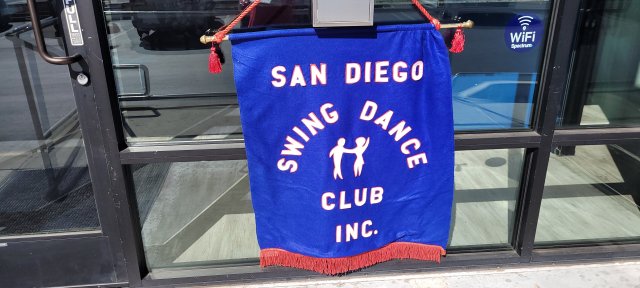 WiFi
Spectrum
SAN DIEGO
SWING DANCE
CLUB
INC.